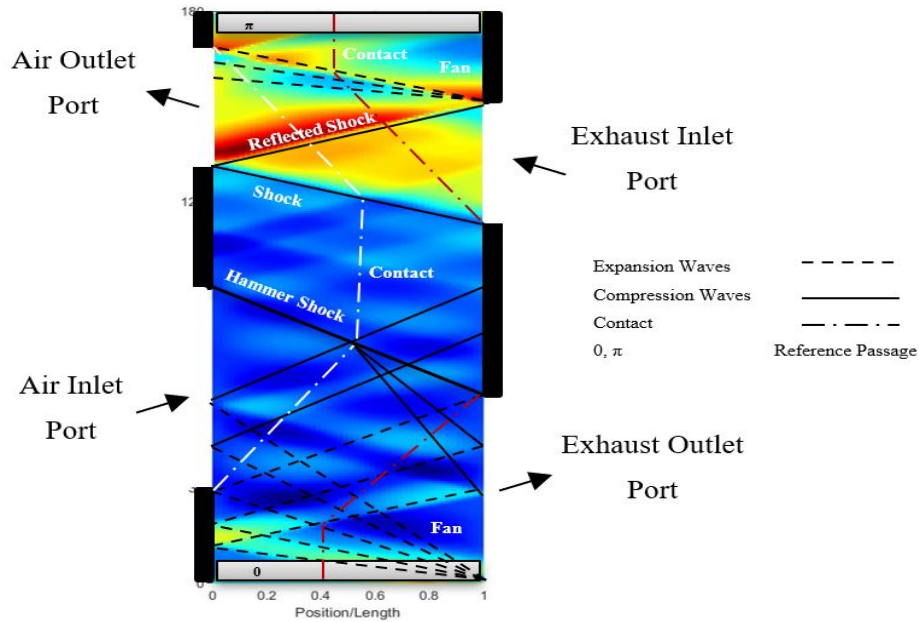 180
π
Contact
Fan
Air Outlet
Port
Reflected Shock
Exhaust Inlet
Port
12
Shock
Contact
Hammer Shock
Expansion Waves
Compression Waves
Contact
0, π
Reference Passage
Air Inlet
Port
Exhaust Outlet
Port
Fan
0
0
0.2
0.4
0.6
0.8
1
Position/Length